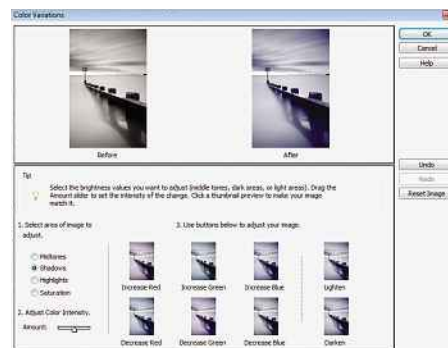 Color Variations
OK
Cancel
Help
Before
After
Undo
Redo
Reset Image
Tip
Select the brightness values you want to adjust (middle tones, dark areas, or light areas). Drag the
Amount slider to set the intensity of the change. Click a thumbnail preview to make your image
match it.
1. Select area of image to
adjust.
3. Use buttons below to adjust your image.
Midtones
Shadows
Highlights
Saturation
2. Adjust Color Intensity.
Amount:
Increase Red
Increase Green
Increase Blue
Lighten
Decrease Red
Decrease Green
Decrease Blue
Darken